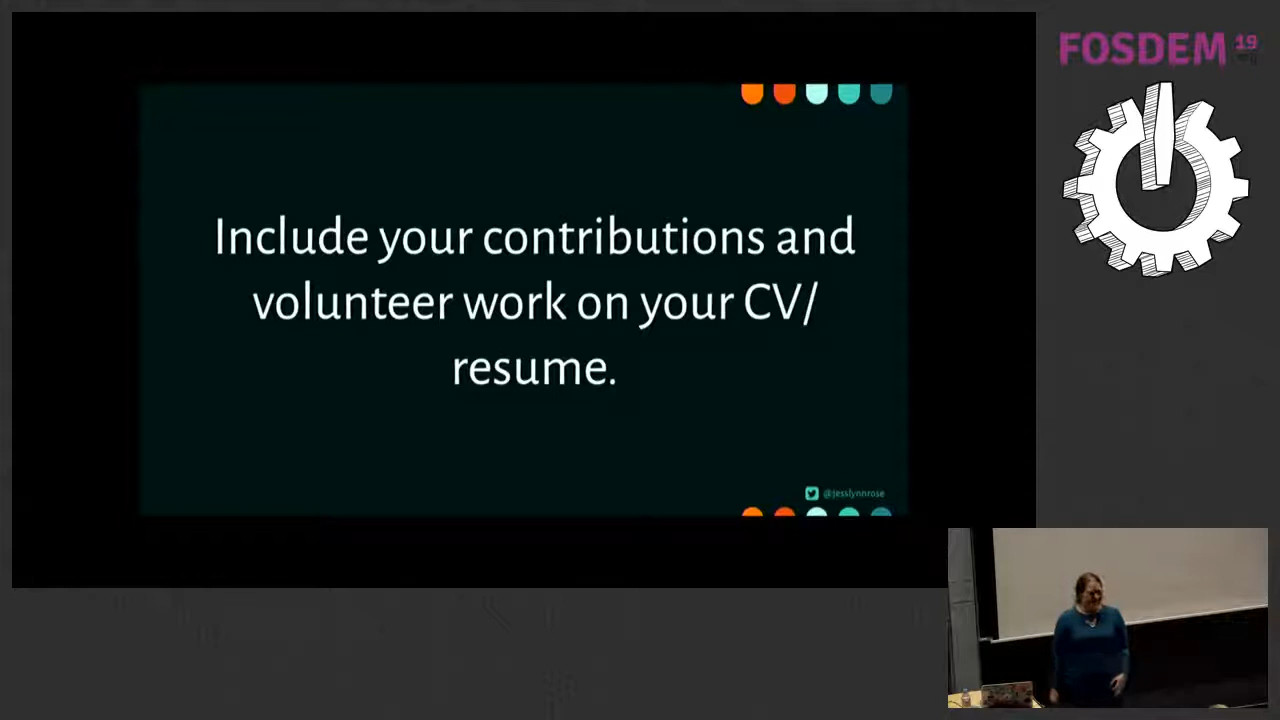 FOSDEM 19
Include your contributions and
volunteer work on your CV/
resume.
@jesslynnrose